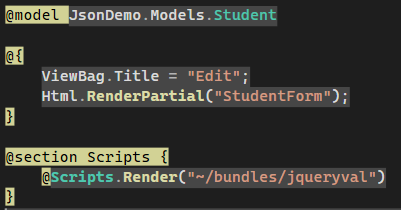 @model JsonDemo.Models.Student
@{
ViewBag.Title = "Edit";
Html.RenderPartial("StudentForm");
}
@section Scripts {
@Scripts.Render("~/bundles/jqueryval")
}